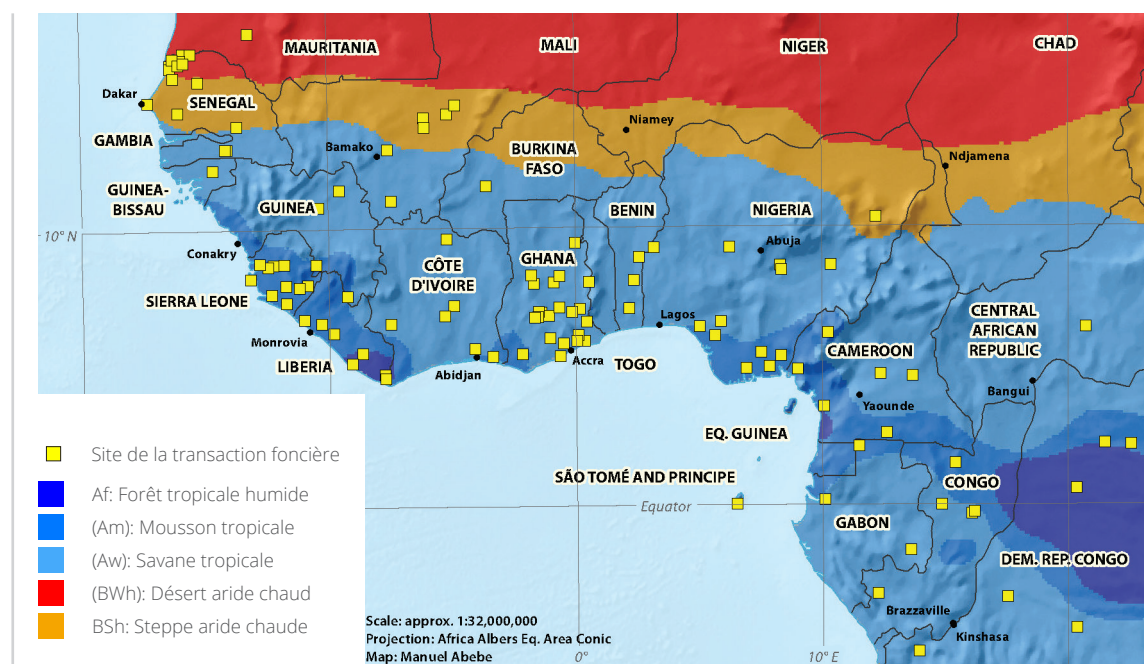 MAURITANIA
MALI
NIGER
CHAD
Dakar
SENEGAL
Niamey
GAMBIA
Bamako
BURKINA
FASO
Ndjamena
GUINEA-
BISSAU
GUINEA
BENIN
NIGERIA
10° N
Conakry
Abuja
CÔTE
D'IVOIRE
GHANA
SIERRA LEONE
CENTRAL
AFRICAN
REPUBLIC
Lagos
Monrovia
LIBERIA
Abidjan
Accra
TOGO
CAMEROON
Bangui
Yaounde
EQ. GUINEA
SÃO TOMÉ AND PRINCIPE
CONGO
Equator
GABON
DEM. REP. CONGO
Brazzaville
Kinshasa
Site de la transaction foncière
Af: Forêt tropicale humide
(Am): Mousson tropicale
(Aw): Savane tropicale
(BWh): Désert aride chaud
BSh: Steppe aride chaude
Scale: approx. 1:32,000,000
Projection: Africa Albers Eq. Area Conic
Map: Manuel Abebe
0°
10° E